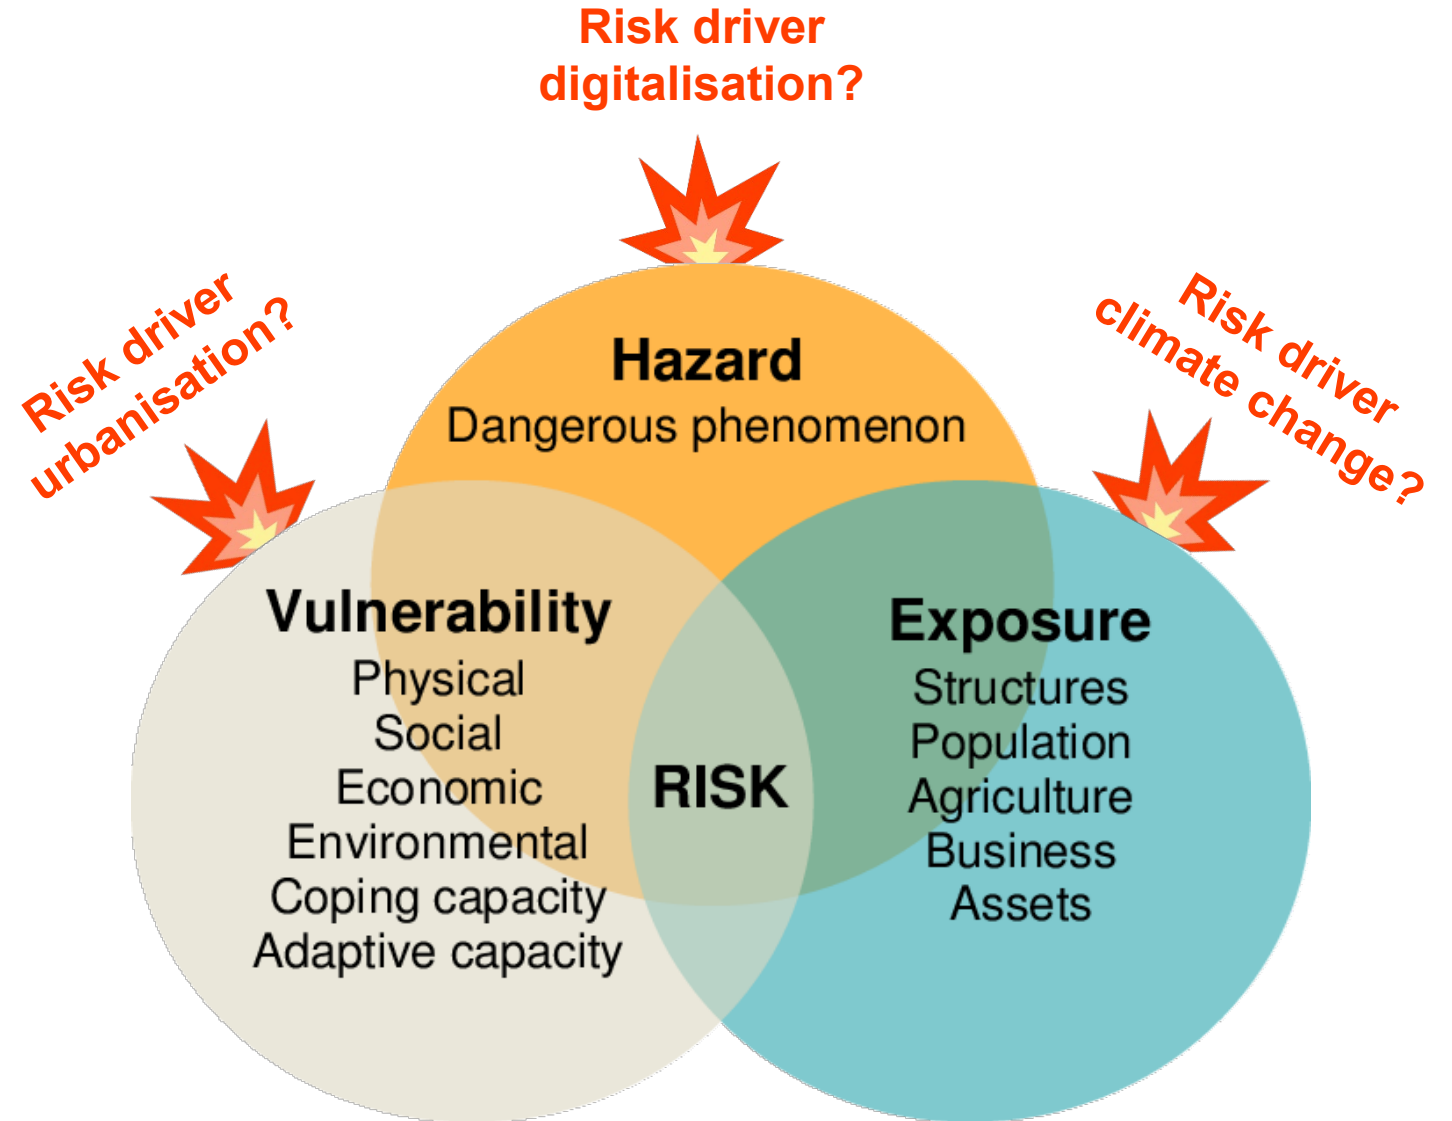 Risk driver
digitalisation?
Risk driver
urbanisation?
Risk driver
climate change?
Hazard
Dangerous phenomenon
Vulnerability
Physical
Social
Economic
Environmental
Coping capacity
Adaptive capacity
RISK
Exposure
Structures
Population
Agriculture
Business
Assets